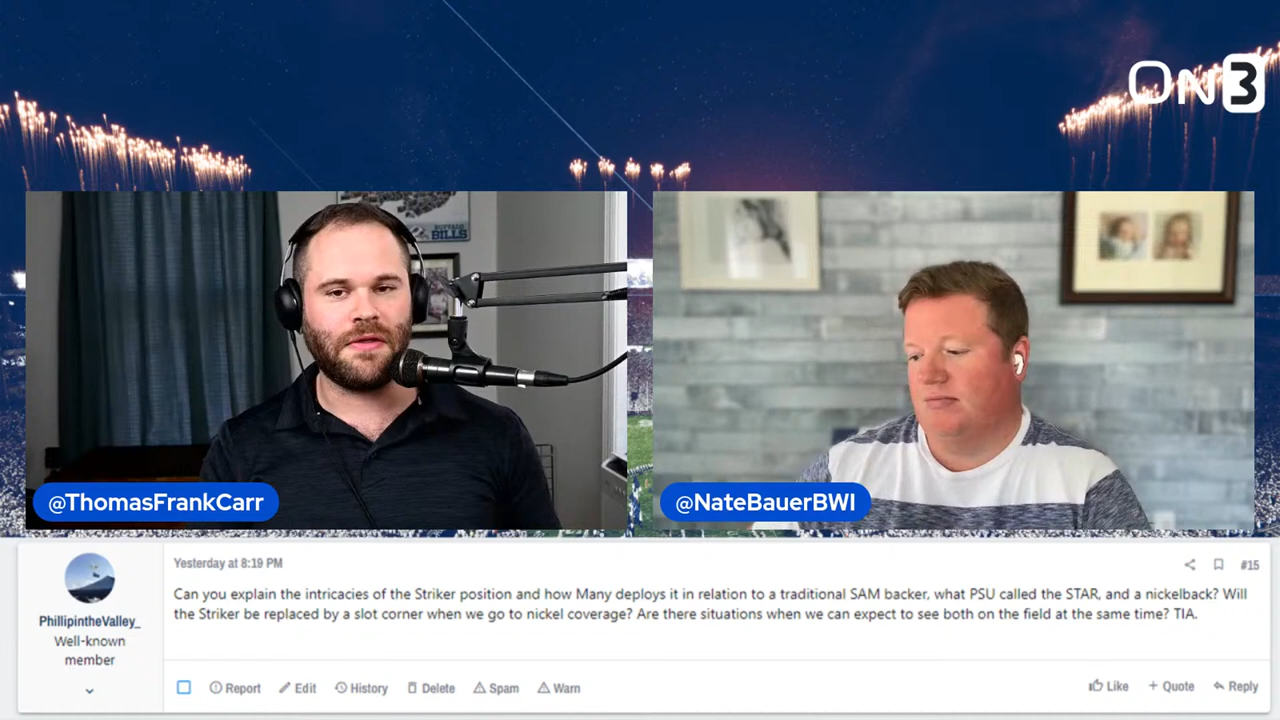 ON3
BUFFALO
BILLS
@ThomasFrankCarr
@NateBauerBWI
Yesterday at 8:19 PM
#15
Can you explain the intricacies of the Striker position and how Many deploys it in relation to a traditional SAM backer, what PSU called the STAR, and a nickelback? Will
the Striker be replaced by a slot corner when we go to nickel coverage? Are there situations when we can expect to see both on the field at the same time? TIA.
PhillipintheValley_
Well-known
member
Report Edit History Delete Spam Warn
Like + Quote Reply